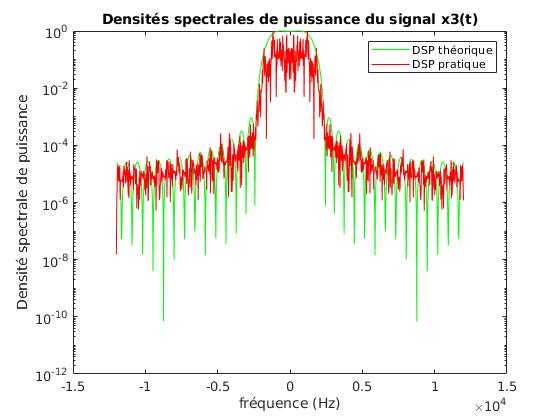 Densités spectrales de puissance du signal x3(t)
DSP théorique
DSP pratique
Densité spectrale de puissance
10^0
10^-2
10^-4
10^-6
10^-8
10^-10
10^-12
-1.5 -1 -0.5 0 0.5 1 1.5
fréquence (Hz)
×10^4